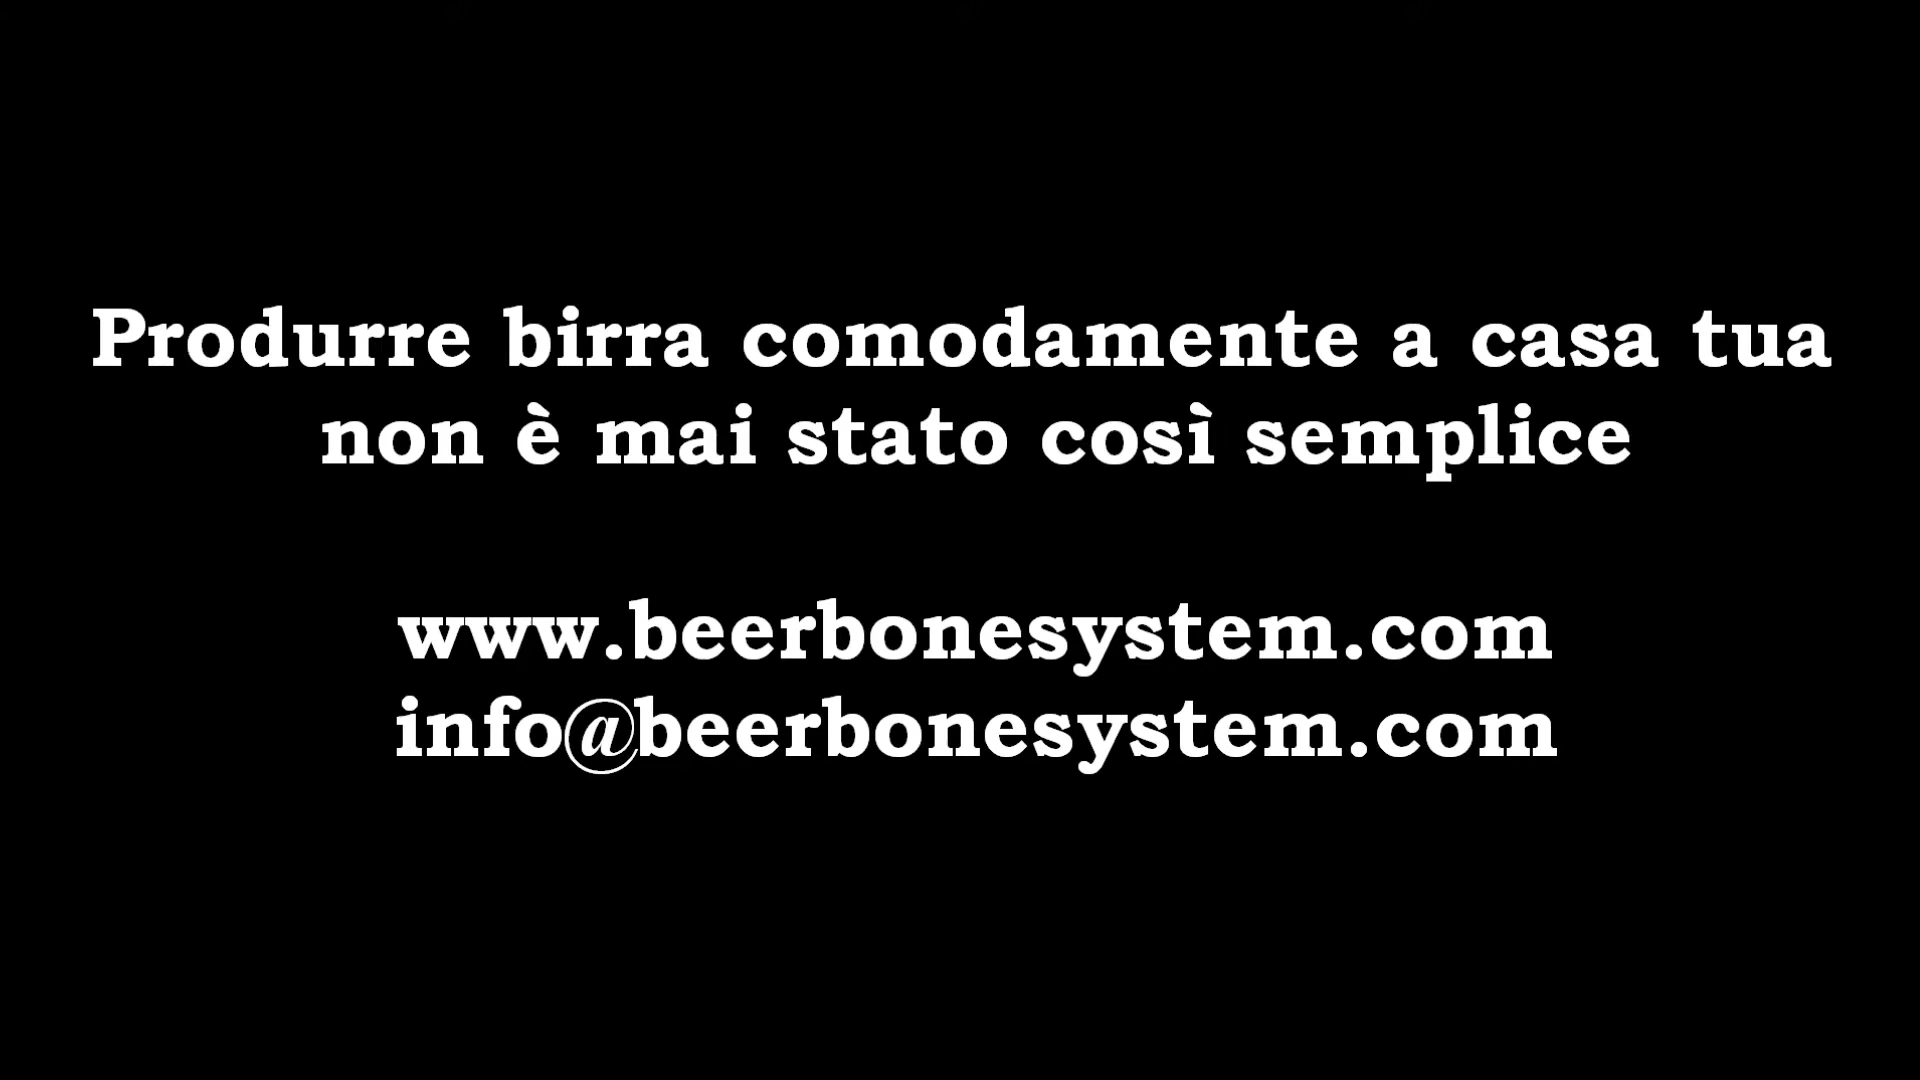 Produrre birra comodamente a casa tua
non è mai stato così semplice
www.beerbonesystem.com
info@beerbonesystem.com